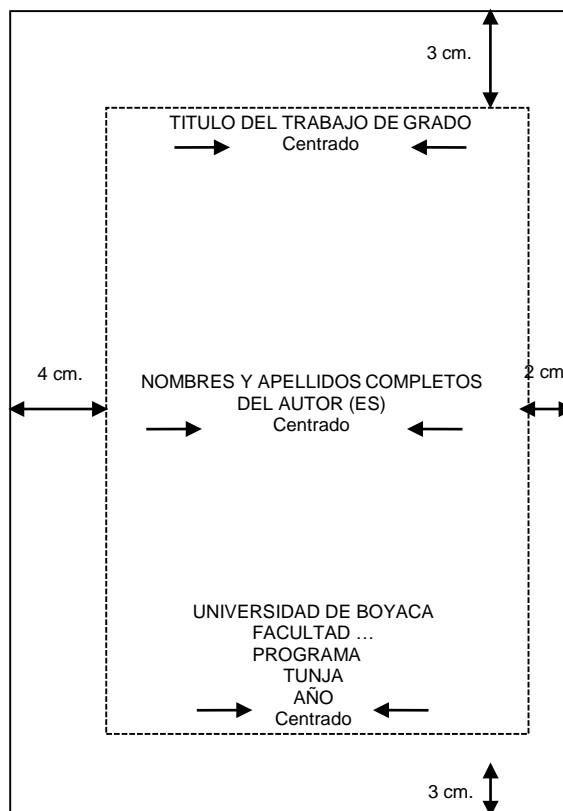 3 cm.
TITULO DEL TRABAJO DE GRADO
Centrado
4 cm.
2 cm
NOMBRES Y APELLIDOS COMPLETOS
DEL AUTOR (ES)
Centrado
UNIVERSIDAD DE BOYACA
FACULTAD ...
PROGRAMA
TUNJA
AÑO
Centrado
3 cm.